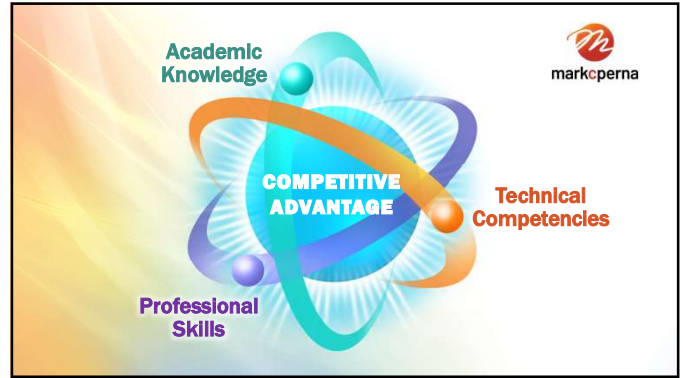 Academic
Knowledge
markcperna
COMPETITIVE
ADVANTAGE
Technical
Competencies
Professional
Skills